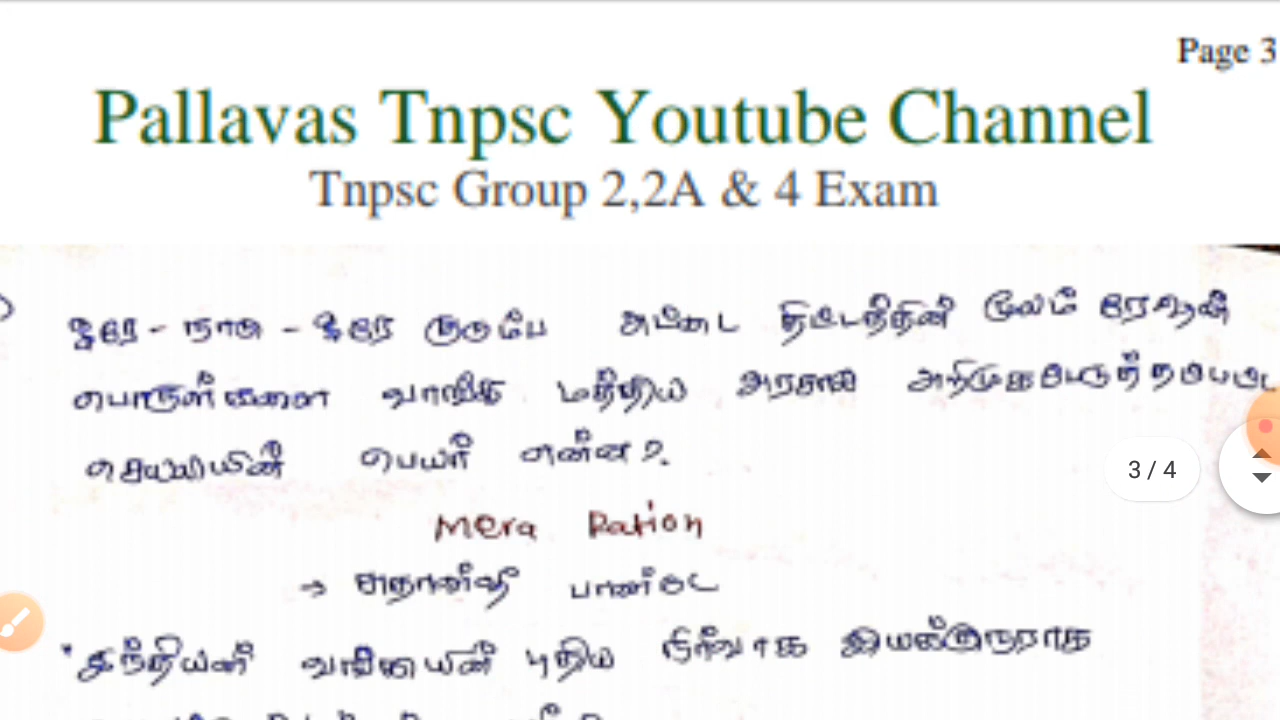 Page 3
Pallavas Tnpsc Youtube Channel
Tnpsc Group 2,2A & 4 Exam
ஒரே - நாடு - ஒரே குடும்ப அட்டை திட்டத்தின் மூலம் ரேஷன்
பொருள்களை வாங்க மத்திய அரசால் அறிமுகப்படுத்தப்பட
செயலியின் பெயர் என்ன?
3 / 4
Mera Ration
→ சுதான்ஷீ பாண்டே
* இந்தியன் வங்கியின் புதிய நிர்வாக இயக்குநராக